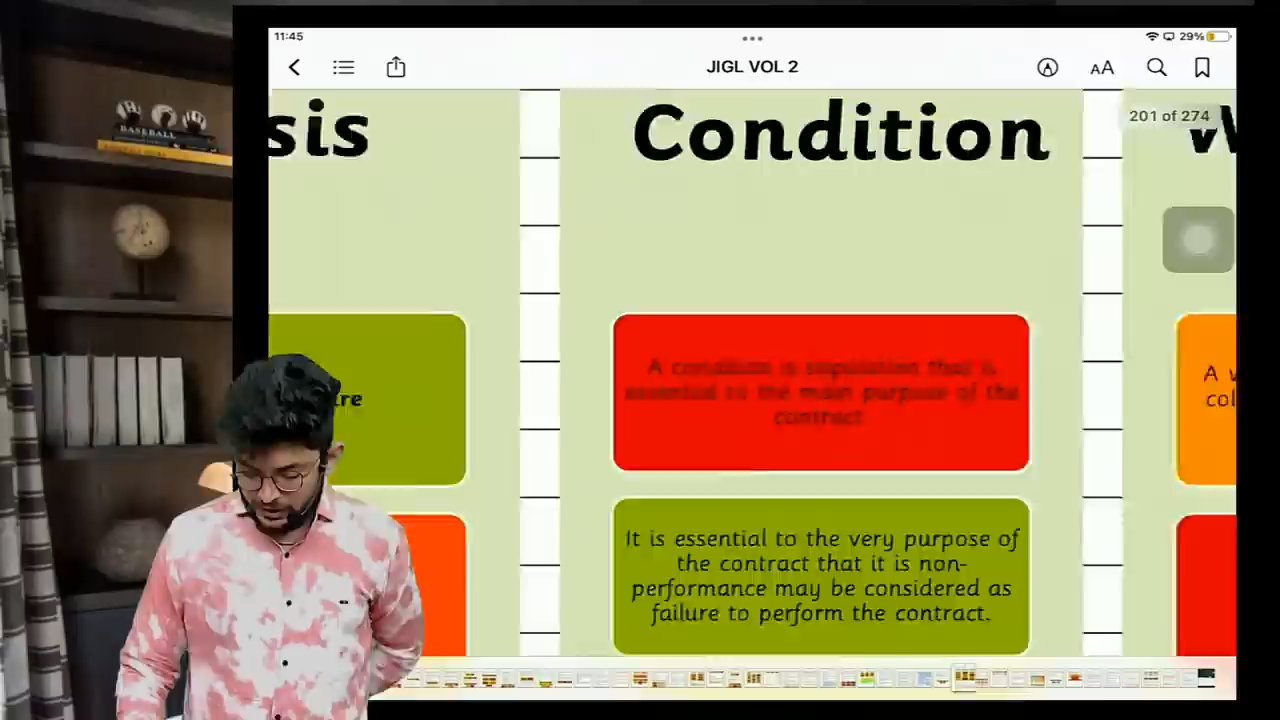 11:45
29%
JIGL VOL 2
AA
201 of 274
sis
Condition
W
A condition is stipulation that is
essential to the main purpose of the
contract
re
A w
col
It is essential to the very purpose of
the contract that it is non-
performance may be considered as
failure to perform the contract.
BASEBALL